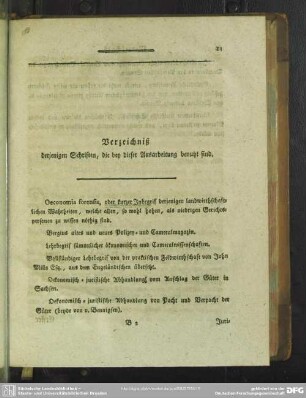 21
Verzeichniß
derjenigen Schriften, die bey dieser Ausarbeitung benutzt sind.
Oeconomia forensis, oder kurzer Inbegrif derjenigen landwirthschaft-
lichen Wahrheiten, welche allen, so wohl hohen, als niedrigen Gerichts-
personen zu wissen nöthig sind.
Bergius altes und neues Polizey- und Cameralmagazin.
Lehrbegrif sämmtlicher ökonomischen und Cameralwissenschaften.
Vollständiger Lehrbegrif von der praktischen Feldwirthschaft von John
Mills Esq., aus dem Engländischen übersetzt.
Oekonomisch-juristische Abhandlung vom Anschlag der Güter in
Sachsen.
Oekonomisch-juristische Abhandlung von Pacht und Verpacht der
Güter (beyde von v. Bennigsen).
Juris-